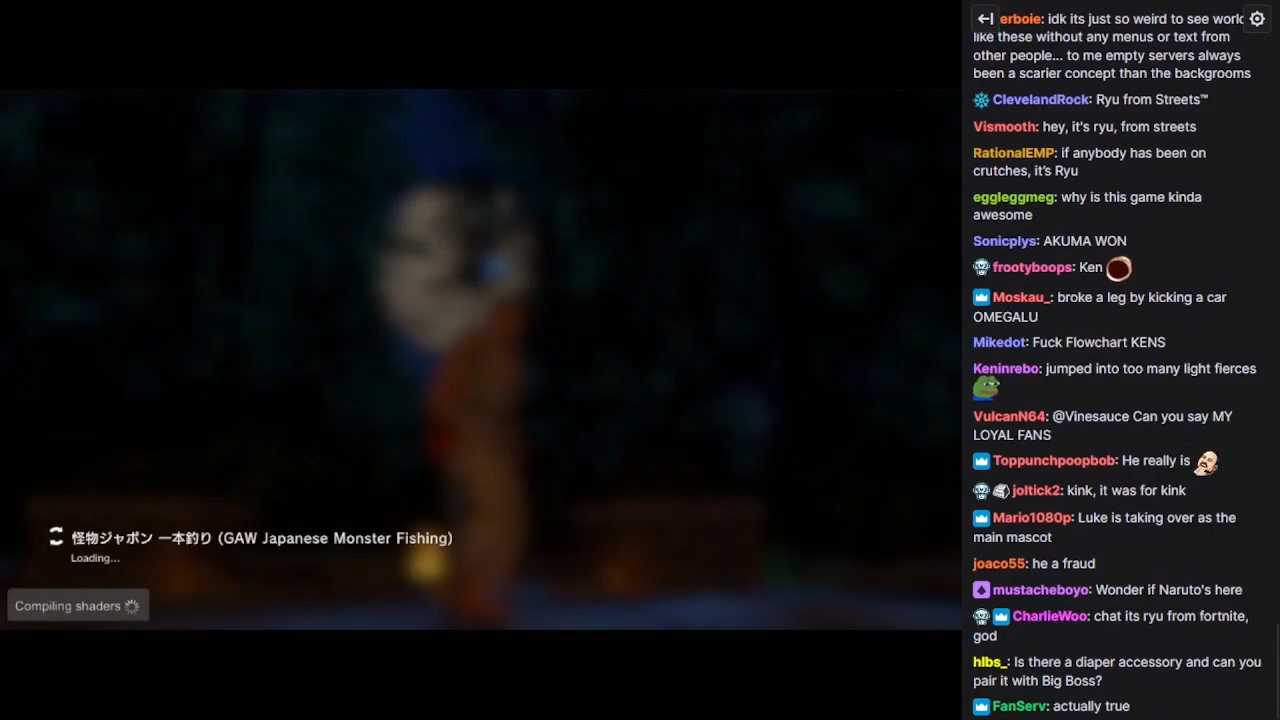 怪物ジャポン 一本釣り (GAW Japanese Monster Fishing)
Loading...
Compiling shaders
erboie: idk its just so weird to see worl
like these without any menus or text from
other people... to me empty servers always
been a scarier concept than the backgrooms
ClevelandRock: Ryu from Streets™
Vismooth: hey, it's ryu, from streets
RationalEMP: if anybody has been on
crutches, it's Ryu
eggleggmeg: why is this game kinda
awesome
Sonicplys: AKUMA WON
frootyboops: Ken
Moskau_: broke a leg by kicking a car
OMEGALU
Mikedot: Fuck Flowchart KENS
Keninrebo: jumped into too many light fierces
VulcanN64: @Vinesauce Can you say MY
LOYAL FANS
Toppunchpoopbob: He really is
joltick2: kink, it was for kink
Mario1080p: Luke is taking over as the
main mascot
joaco55: he a fraud
mustacheboyo: Wonder if Naruto's here
CharlieWoo: chat its ryu from fortnite,
god
hlbs_: Is there a diaper accessory and can you
pair it with Big Boss?
FanServ: actually true